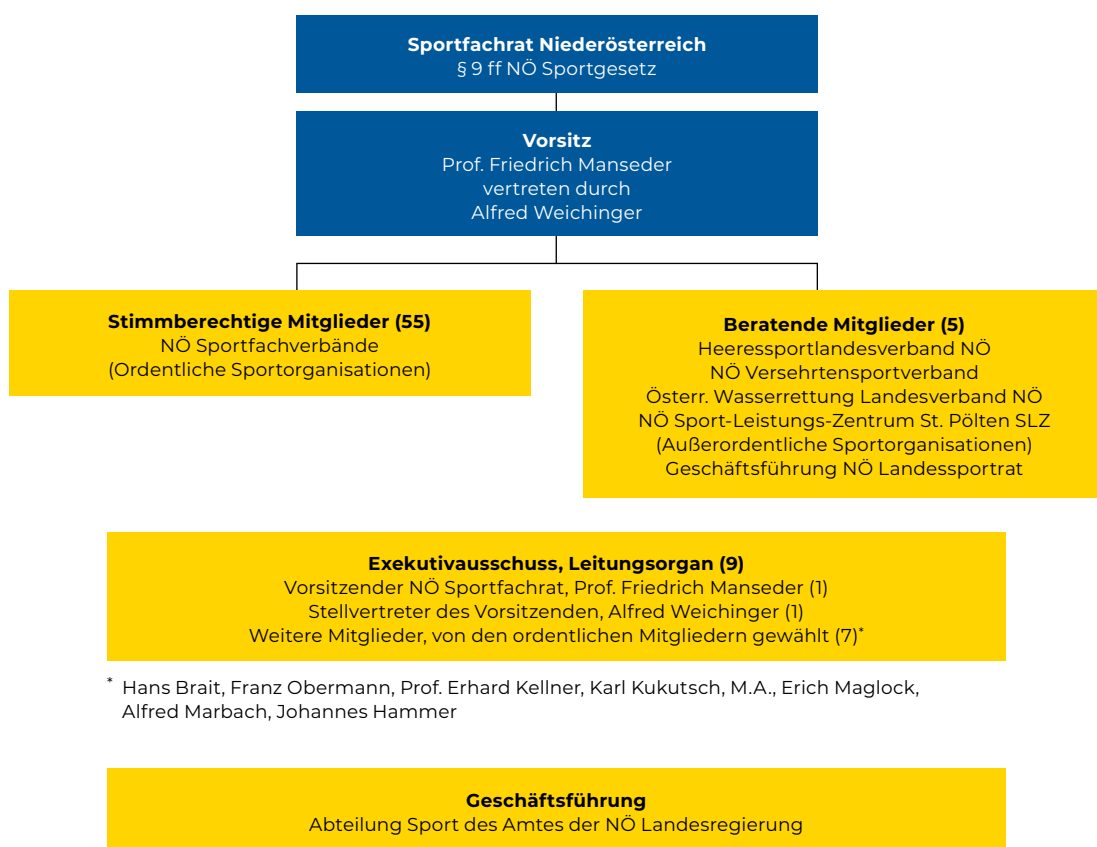 Sportfachrat Niederösterreich
§ 9 ff NÖ Sportgesetz
Vorsitz
Prof. Friedrich Manseder
vertreten durch
Alfred Weichinger
Stimmberechtige Mitglieder (55)
NÖ Sportfachverbände
(Ordentliche Sportorganisationen)
Beratende Mitglieder (5)
Heeressportlandesverband NÖ
NÖ Versehrtensportverband
Österr. Wasserrettung Landesverband NÖ
NÖ Sport-Leistungs-Zentrum St. Pölten SLZ
(Außerordentliche Sportorganisationen)
Geschäftsführung NÖ Landessportrat
Exekutivausschuss, Leitungsorgan (9)
Vorsitzender NÖ Sportfachrat, Prof. Friedrich Manseder (1)
Stellvertreter des Vorsitzenden, Alfred Weichinger (1)
Weitere Mitglieder, von den ordentlichen Mitgliedern gewählt (7)*
* Hans Brait, Franz Obermann, Prof. Erhard Kellner, Karl Kukutsch, M.A., Erich Maglock,
Alfred Marbach, Johannes Hammer
Geschäftsführung
Abteilung Sport des Amtes der NÖ Landesregierung